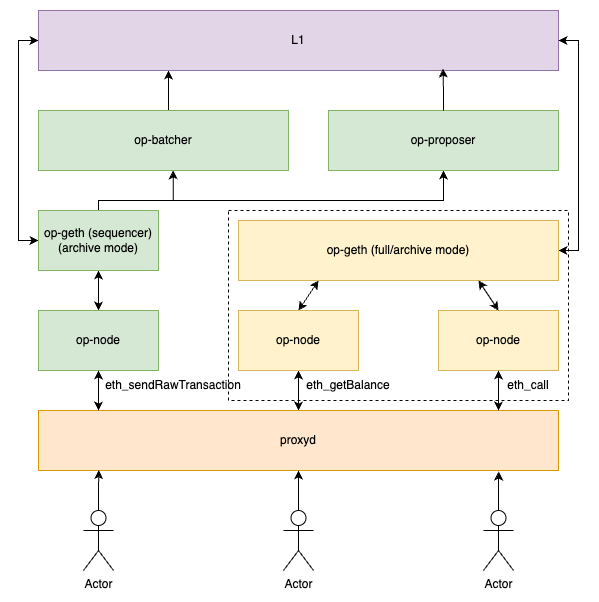 L1
op-batcher
op-proposer
op-geth (sequencer)
(archive mode)
op-geth (full/archive mode)
op-node
op-node
op-node
eth_sendRawTransaction
eth_getBalance
eth_call
proxyd
Actor
Actor
Actor